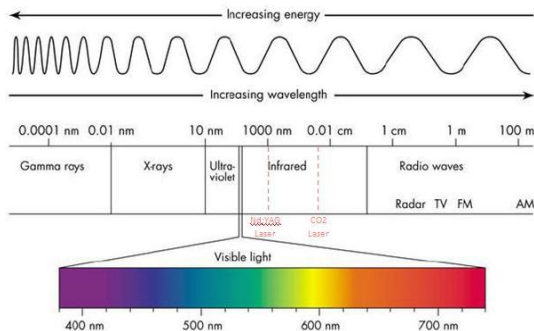 Increasing energy
Increasing wavelength
0.0001 nm 0.01 nm 10 nm 1000 nm 0.01 cm 1 cm 1 m 100 m
Gamma rays X-rays Ultra- Infrared Radio waves
violet
Radar TV FM AM
Nd:YAG CO2
Laser Laser
Visible light
400 nm 500 nm 600 nm 700 nm